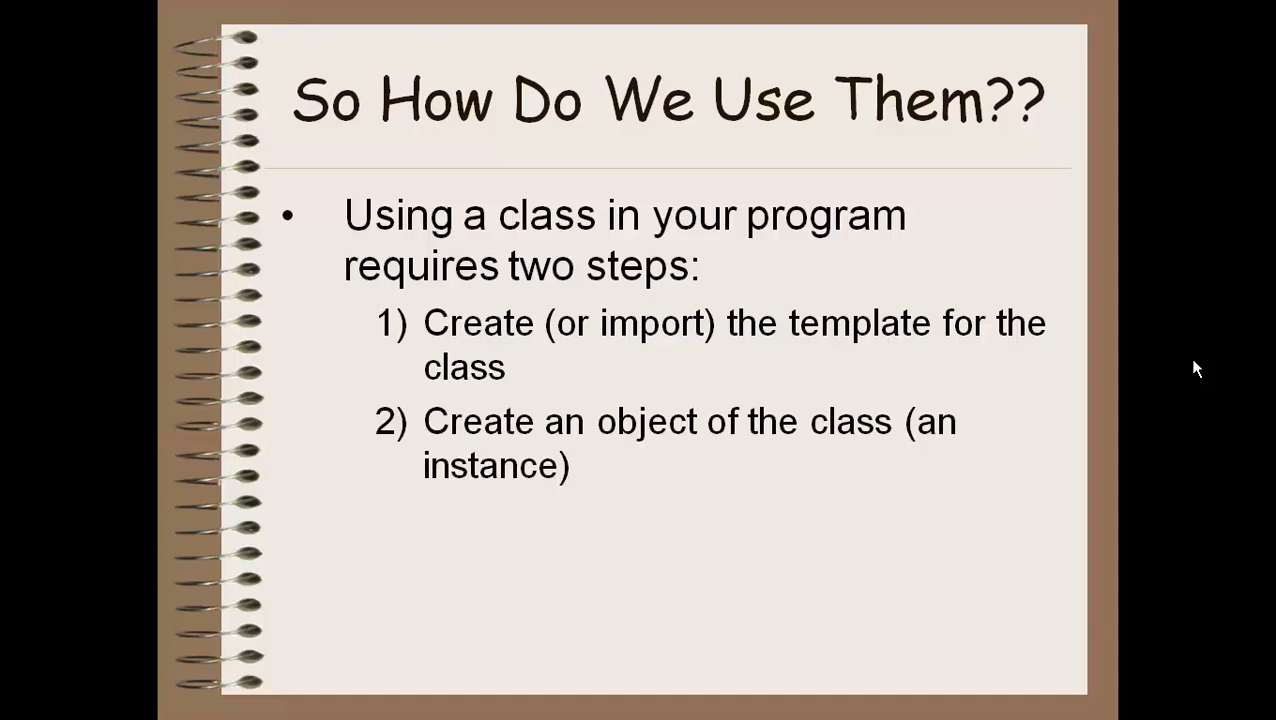 So How Do We Use Them??
• Using a class in your program
requires two steps:
1) Create (or import) the template for the
class
2) Create an object of the class (an
instance)